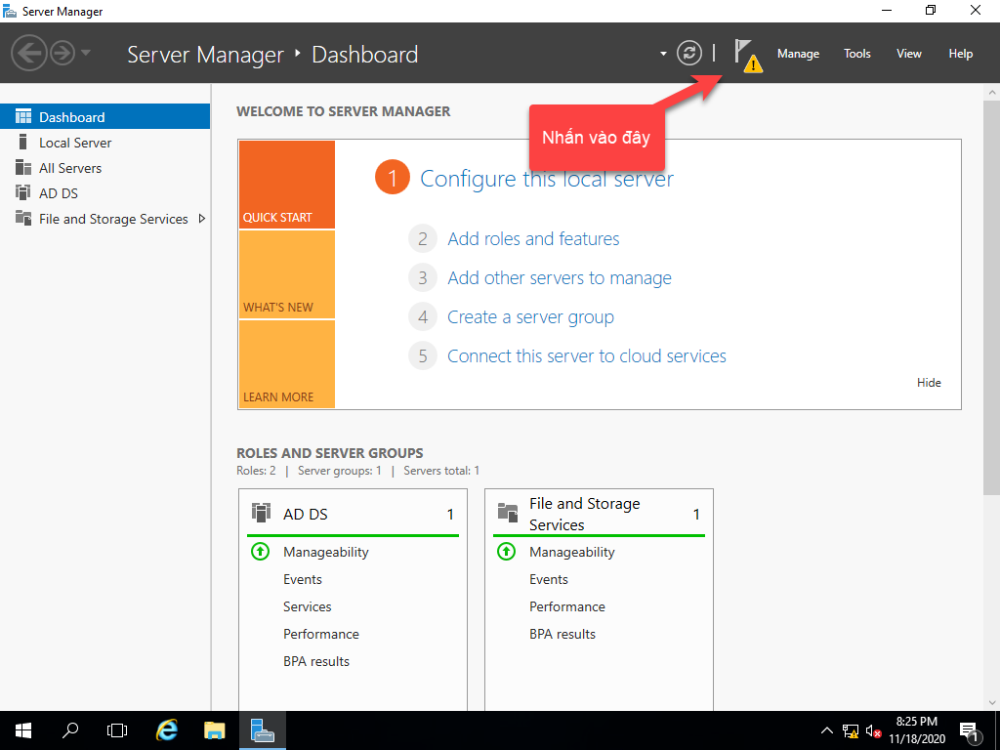 Server Manager
Server Manager ‣ Dashboard
Manage
Tools
View
Help
Nhấn vào đây
Dashboard
Local Server
All Servers
AD DS
File and Storage Services
WELCOME TO SERVER MANAGER
QUICK START
WHAT'S NEW
LEARN MORE
1 Configure this local server
2 Add roles and features
3 Add other servers to manage
4 Create a server group
5 Connect this server to cloud services
Hide
ROLES AND SERVER GROUPS
Roles: 2 | Server groups: 1 | Servers total: 1
AD DS 1
Manageability
Events
Services
Performance
BPA results
File and Storage
Services 1
Manageability
Events
Performance
BPA results
8:25 PM
11/18/2020
1